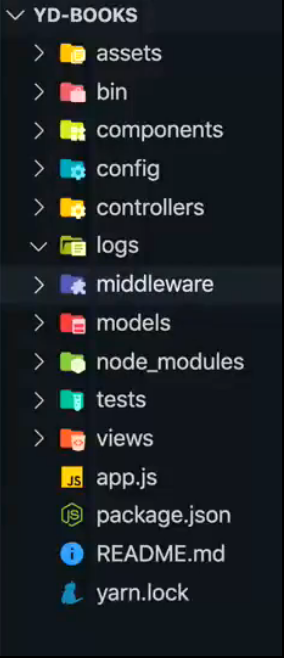 YD-BOOKS
assets
bin
components
config
controllers
logs
middleware
models
node_modules
tests
views
JS app.js
JS package.json
i README.md
yarn.lock